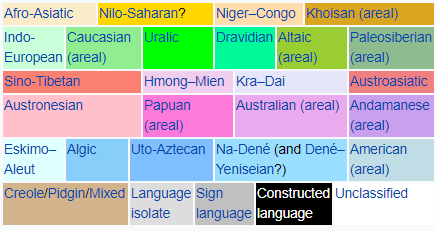 Afro-Asiatic Nilo-Saharan? Niger–Congo Khoisan (areal)
Indo-European Caucasian (areal) Uralic Dravidian Altaic (areal) Paleosiberian (areal)
Sino-Tibetan Hmong–Mien Kra–Dai Austroasiatic
Austronesian Papuan (areal) Australian (areal) Andamanese (areal)
Eskimo–Aleut Algic Uto-Aztecan Na-Dené (and Dené–Yeniseian?) American (areal)
Creole/Pidgin/Mixed Language isolate Sign language Constructed language Unclassified